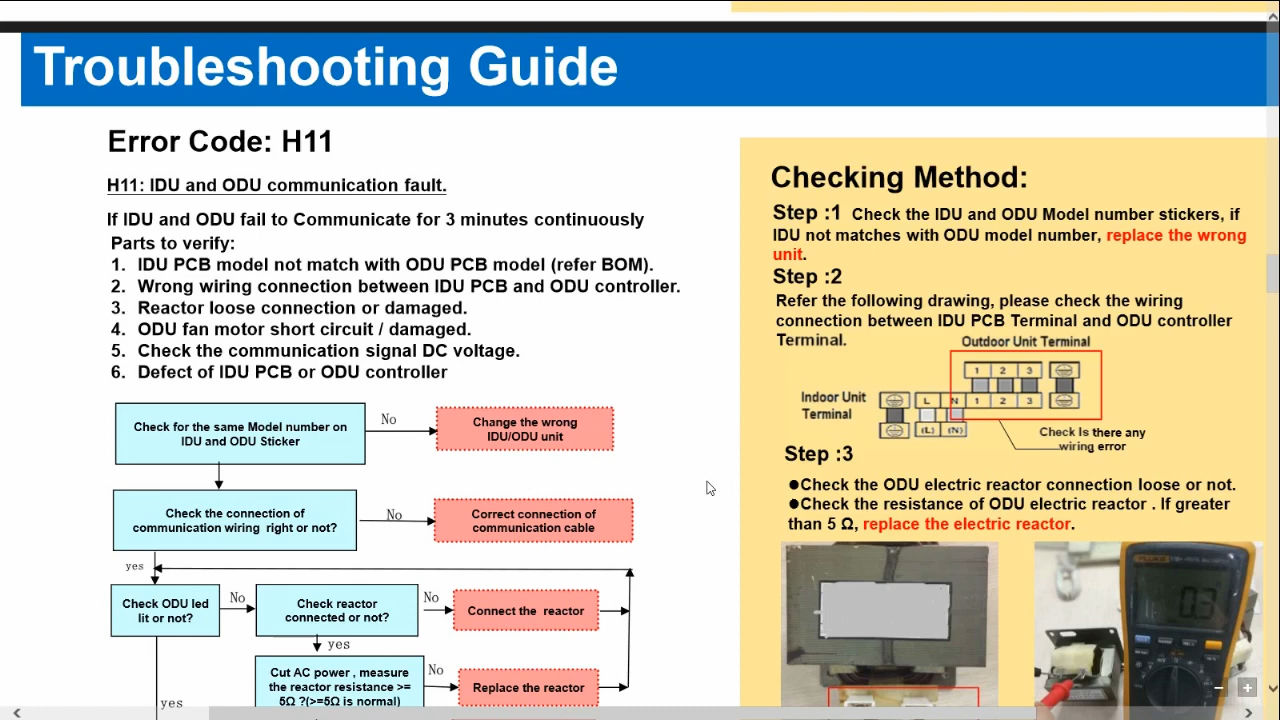 Troubleshooting Guide
Error Code: H11
H11: IDU and ODU communication fault.
If IDU and ODU fail to Communicate for 3 minutes continuously
Parts to verify:
1. IDU PCB model not match with ODU PCB model (refer BOM).
2. Wrong wiring connection between IDU PCB and ODU controller.
3. Reactor loose connection or damaged.
4. ODU fan motor short circuit / damaged.
5. Check the communication signal DC voltage.
6. Defect of IDU PCB or ODU controller
Check for the same Model number on
IDU and ODU Sticker
No
Change the wrong
IDU/ODU unit
Check the connection of
communication wiring right or not?
No
Correct connection of
communication cable
yes
Check ODU led
lit or not?
No
Check reactor
connected or not?
No
Connect the reactor
yes
Cut AC power , measure
the reactor resistance >=
5Ω ?(>=5Ω is normal)
No
Replace the reactor
yes
Checking Method:
Step :1 Check the IDU and ODU Model number stickers, if
IDU not matches with ODU model number, replace the wrong
unit.
Step :2
Refer the following drawing, please check the wiring
connection between IDU PCB Terminal and ODU controller
Terminal.
Outdoor Unit Terminal
1 2 3
Indoor Unit
Terminal
L N 1 2 3
(L) (N)
Check Is there any
wiring error
Step :3
●Check the ODU electric reactor connection loose or not.
●Check the resistance of ODU electric reactor . If greater
than 5 Ω, replace the electric reactor.
FLUKE
0.3